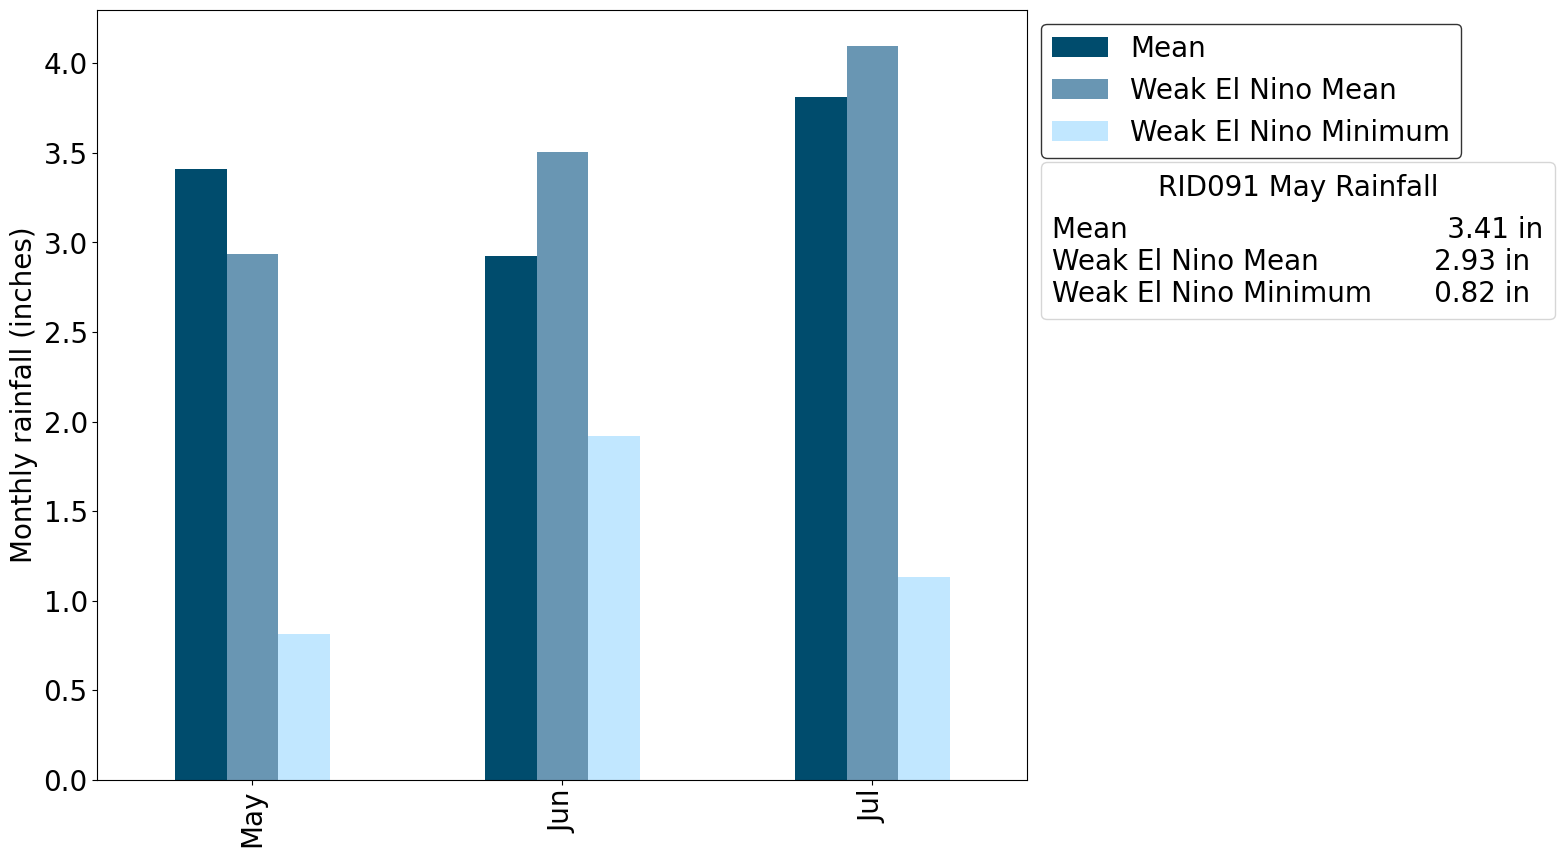 Monthly rainfall (inches)
4.0
3.5
3.0
2.5
2.0
1.5
1.0
0.5
0.0
May
Jun
Jul
Mean
Weak El Nino Mean
Weak El Nino Minimum
RID091 May Rainfall
Mean 3.41 in
Weak El Nino Mean 2.93 in
Weak El Nino Minimum 0.82 in